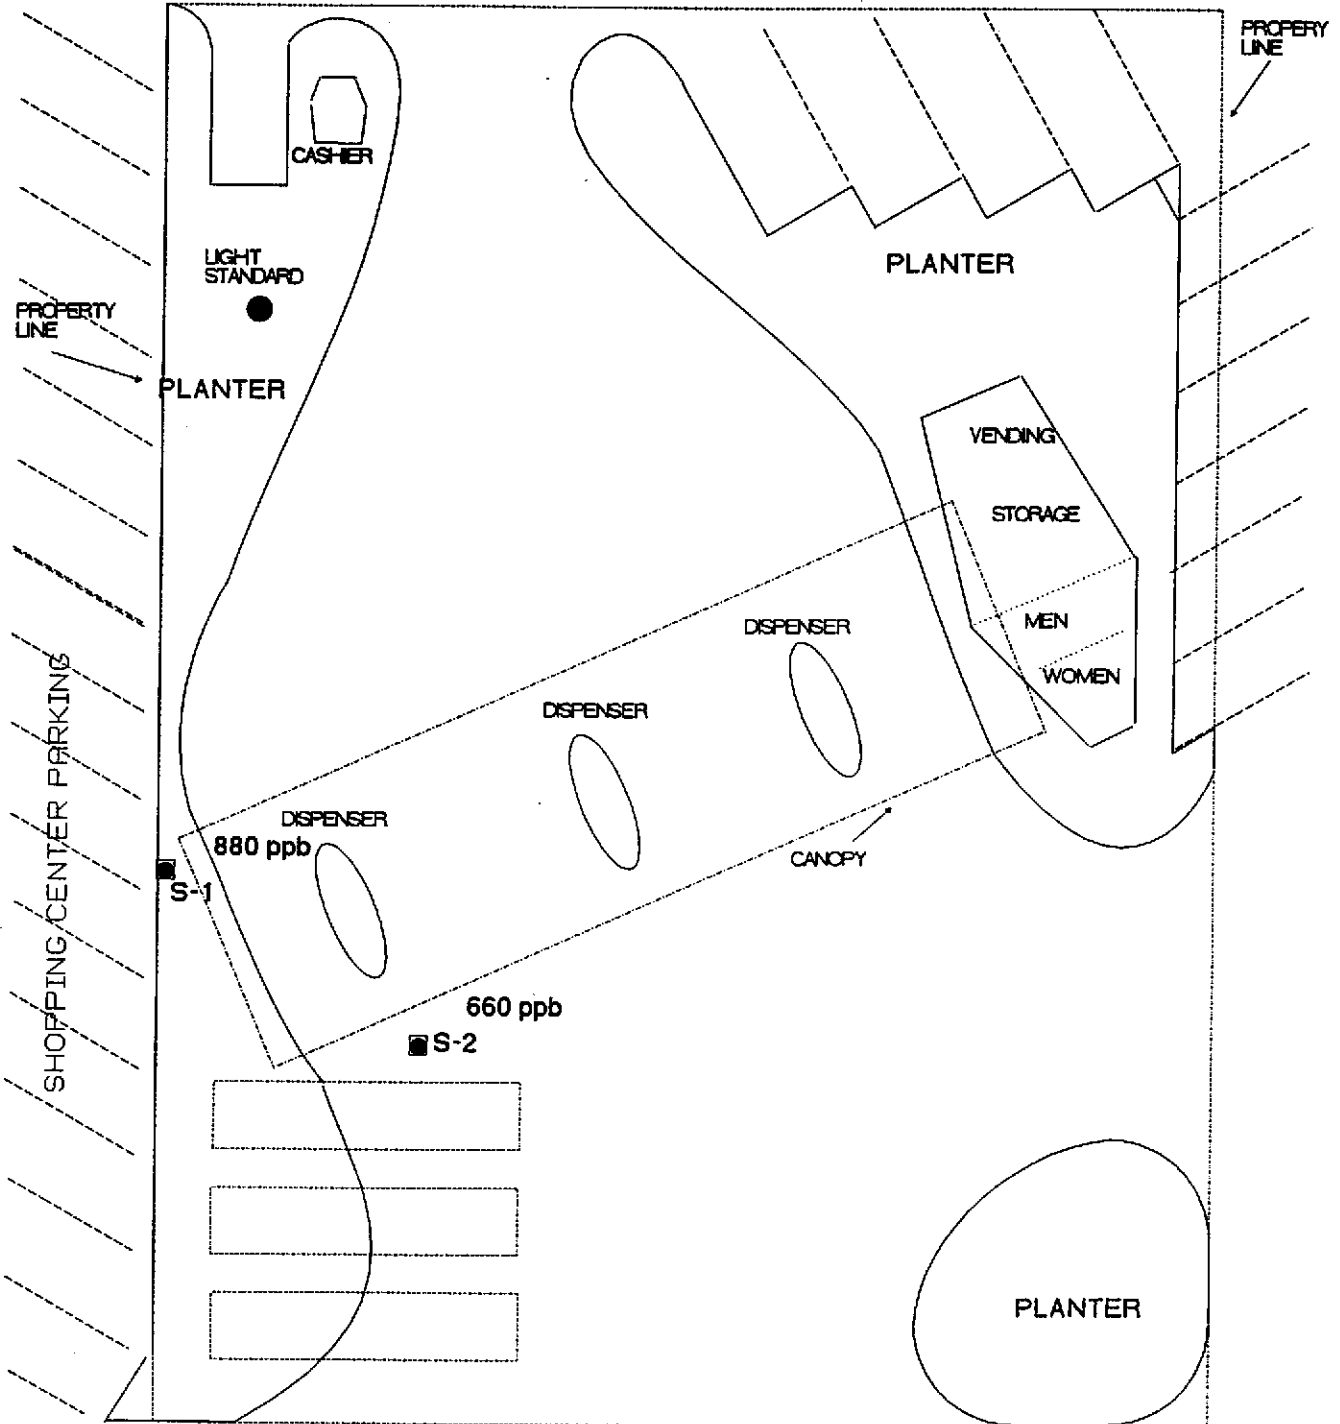 PROPERY
LINE
CASHIER
LIGHT
STANDARD
PLANTER
PROPERTY
LINE
PLANTER
VENDING
STORAGE
MEN
WOMEN
DISPENSER
DISPENSER
DISPENSER
880 ppb
CANOPY
S-1
SHOPPING CENTER PARKING
660 ppb
S-2
PLANTER